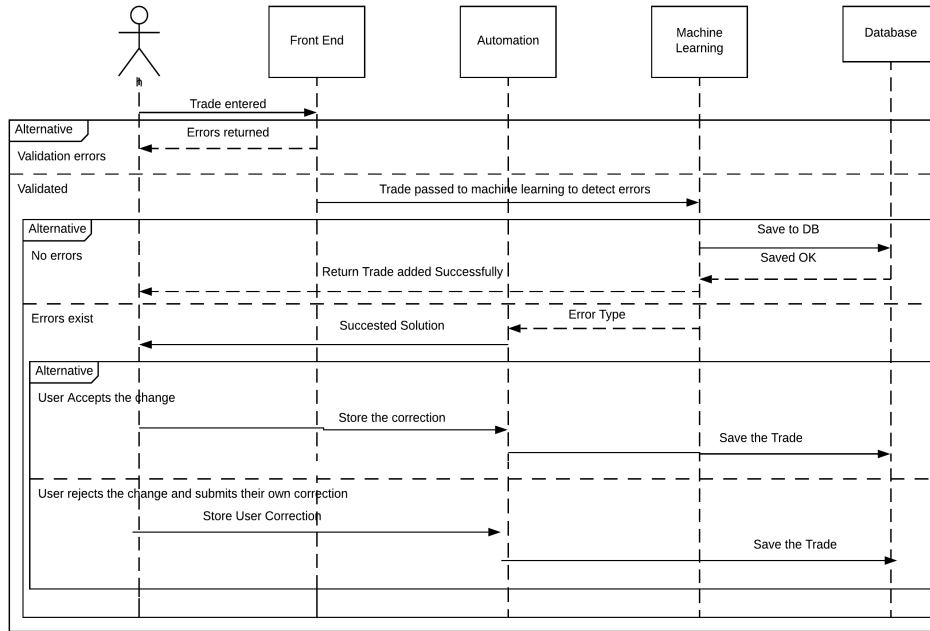 Front End
Automation
Machine
Learning
Database
Trade entered
Alternative
Errors returned
Validation errors
Validated
Trade passed to machine learning to detect errors
Alternative
Save to DB
No errors
Saved OK
Return Trade added Successfully
Errors exist
Error Type
Succested Solution
Alternative
User Accepts the change
Store the correction
Save the Trade
User rejects the change and submits their own correction
Store User Correction
Save the Trade